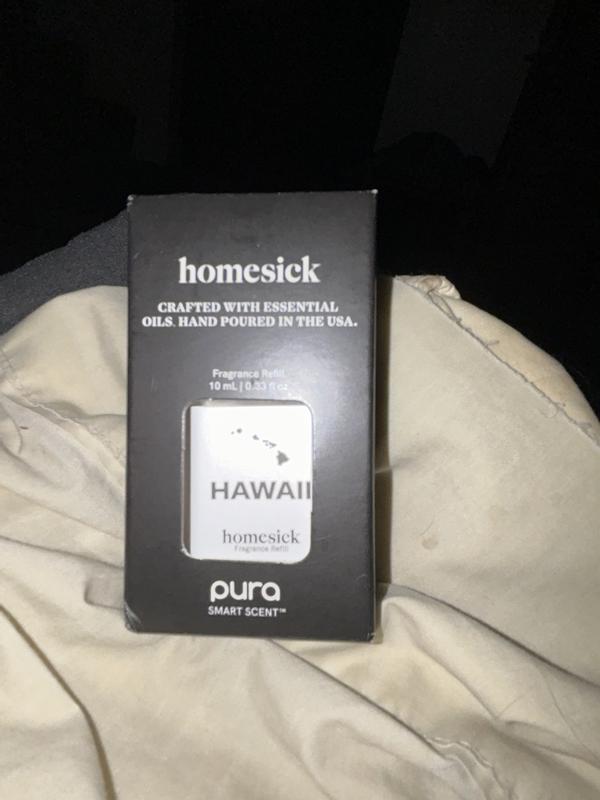 homesick
CRAFTED WITH ESSENTIAL
OILS. HAND POURED IN THE USA.
Fragrance Refill
10 mL | 0.33 fl oz
HAWAII
homesick
Fragrance Refill
pura
SMART SCENT™